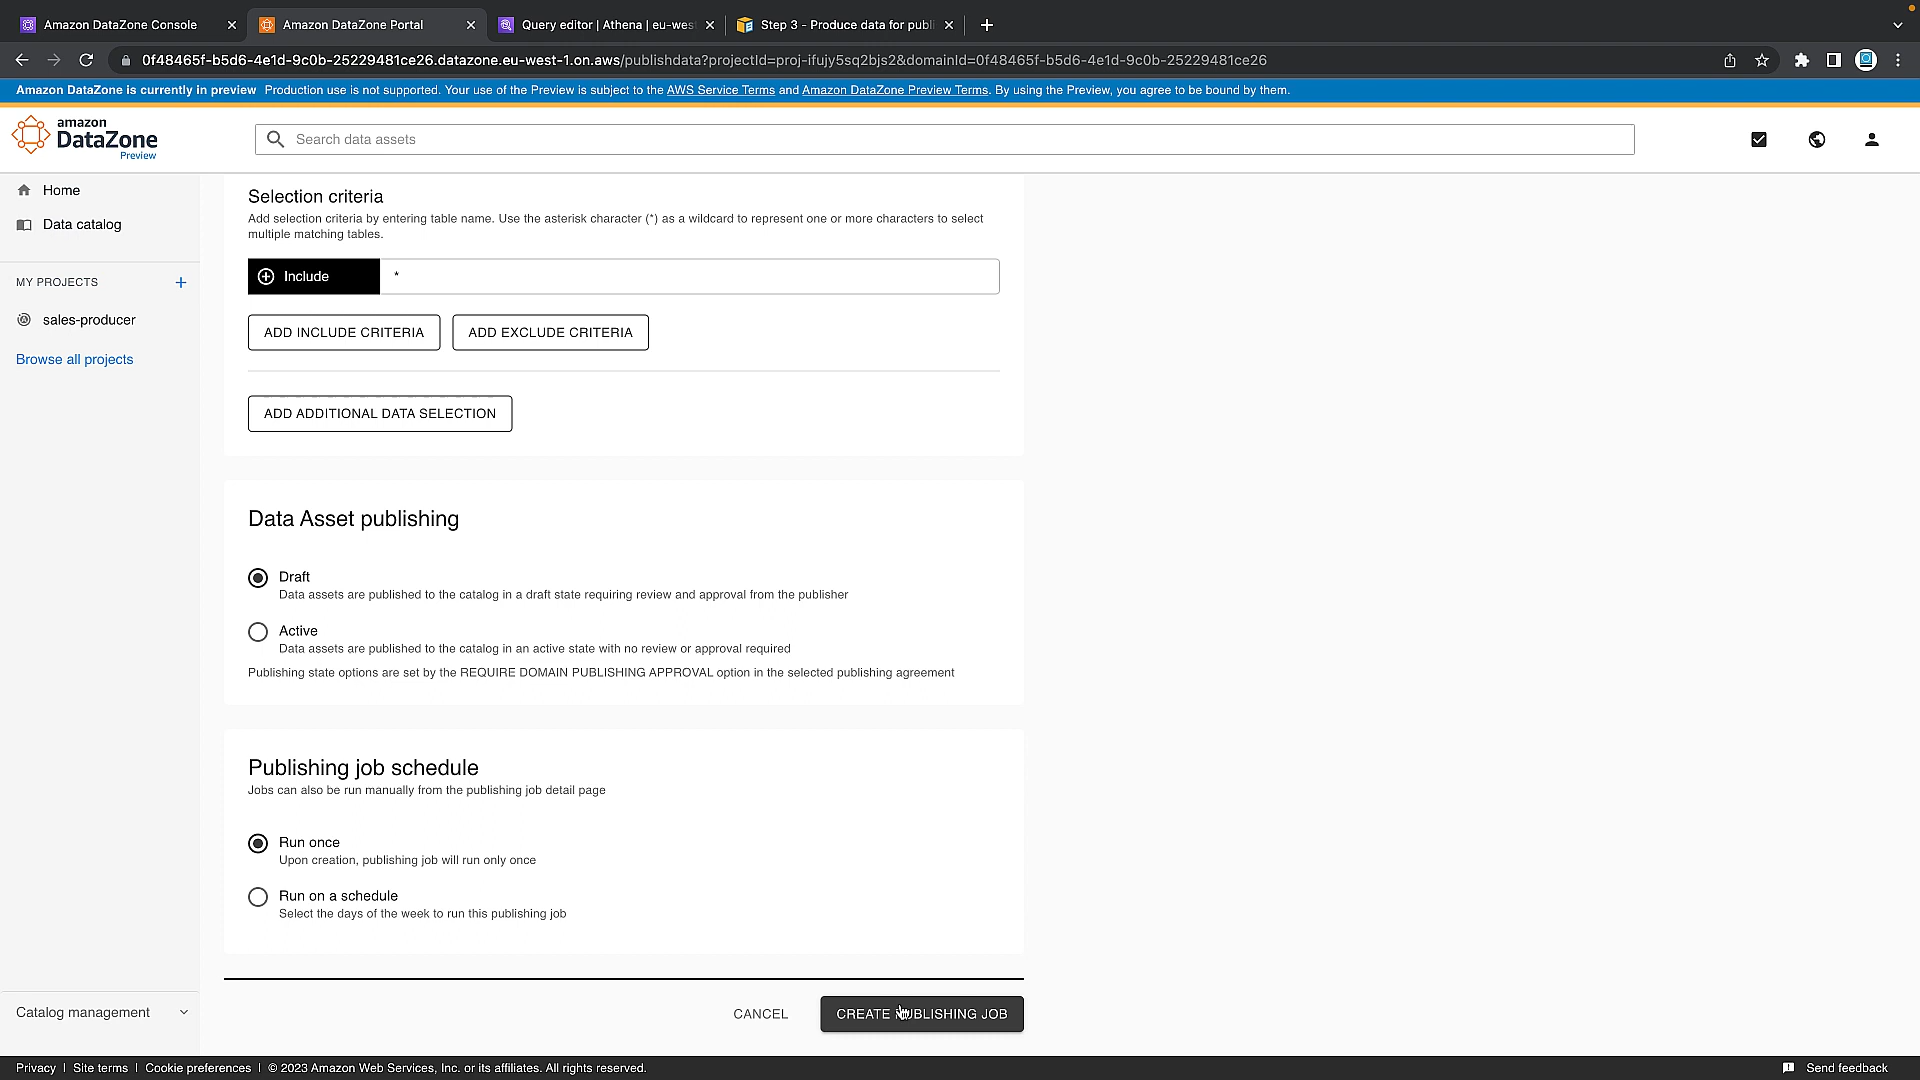 Amazon DataZone Console
Amazon DataZone Portal
Query editor | Athena | eu-wes
Step 3 - Produce data for publi
0f48465f-b5d6-4e1d-9c0b-25229481ce26.datazone.eu-west-1.on.aws/publishdata?projectId=proj-ifujy5sq2bjs2&domainId=0f48465f-b5d6-4e1d-9c0b-25229481ce26
Amazon DataZone is currently in preview Production use is not supported. Your use of the Preview is subject to the AWS Service Terms and Amazon DataZone Preview Terms. By using the Preview, you agree to be bound by them.
amazon
DataZone
Preview
Search data assets
Home
Data catalog
MY PROJECTS
sales-producer
Browse all projects
Catalog management
Selection criteria
Add selection criteria by entering table name. Use the asterisk character (*) as a wildcard to represent one or more characters to select
multiple matching tables.
Include *
ADD INCLUDE CRITERIA ADD EXCLUDE CRITERIA
ADD ADDITIONAL DATA SELECTION
Data Asset publishing
Draft
Data assets are published to the catalog in a draft state requiring review and approval from the publisher
Active
Data assets are published to the catalog in an active state with no review or approval required
Publishing state options are set by the REQUIRE DOMAIN PUBLISHING APPROVAL option in the selected publishing agreement
Publishing job schedule
Jobs can also be run manually from the publishing job detail page
Run once
Upon creation, publishing job will run only once
Run on a schedule
Select the days of the week to run this publishing job
CANCEL CREATE PUBLISHING JOB
Privacy | Site terms | Cookie preferences | © 2023 Amazon Web Services, Inc. or its affiliates. All rights reserved.
Send feedback